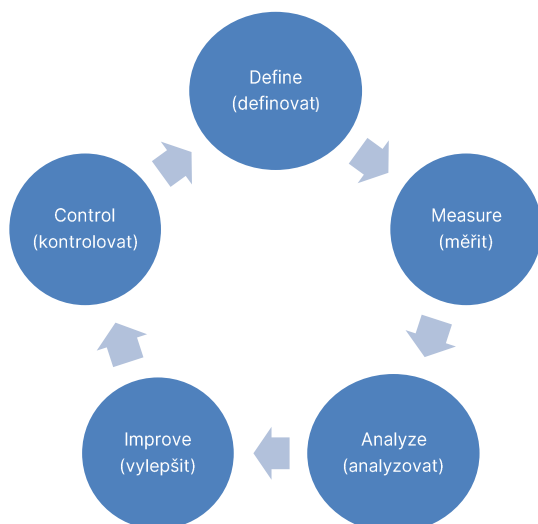 Define
(definovat)
Measure
(měřit)
Analyze
(analyzovat)
Improve
(vylepšit)
Control
(kontrolovat)